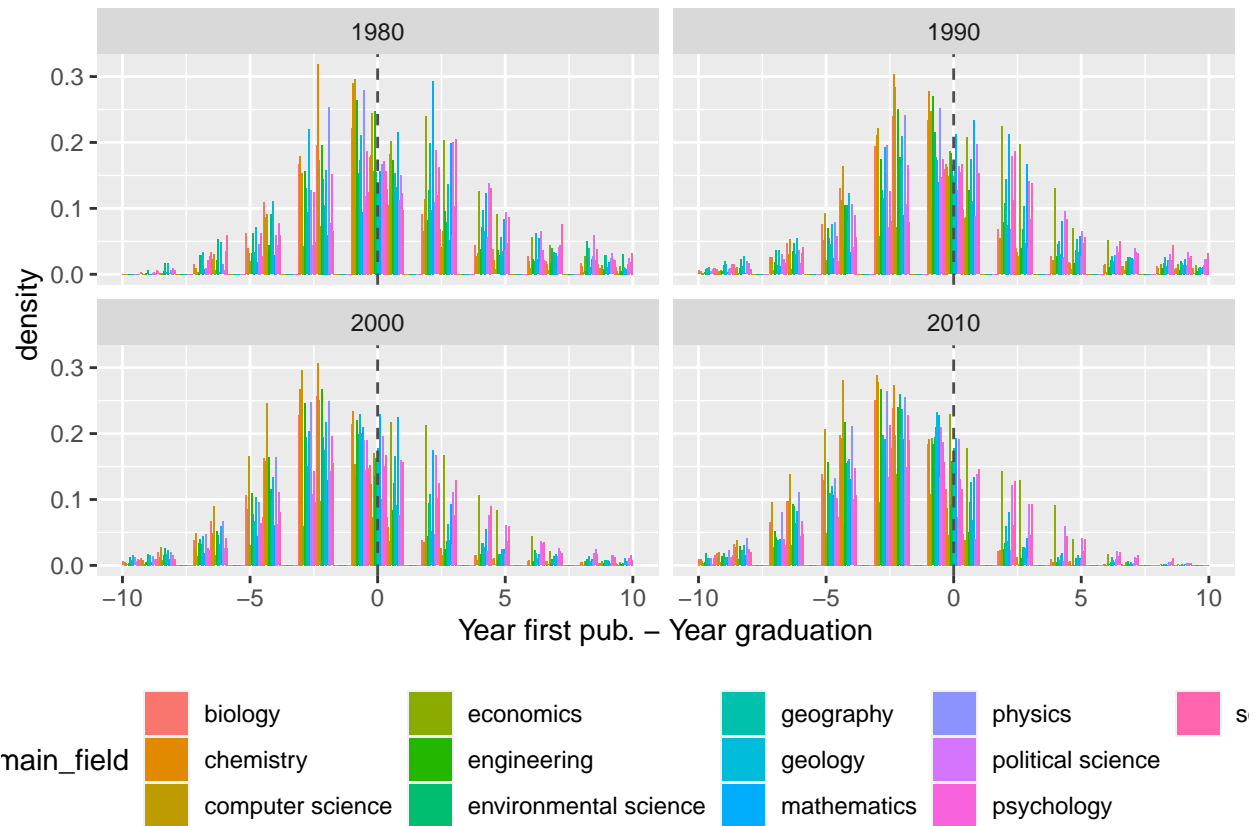 1980
1990
0.3
0.2
0.1
0.0
density
2000
2010
0.3
0.2
0.1
0.0
−10 −5 0 5 10 −10 −5 0 5 10
Year first pub. − Year graduation
biology economics geography physics
main_field chemistry engineering geology political science
computer science environmental science mathematics psychology